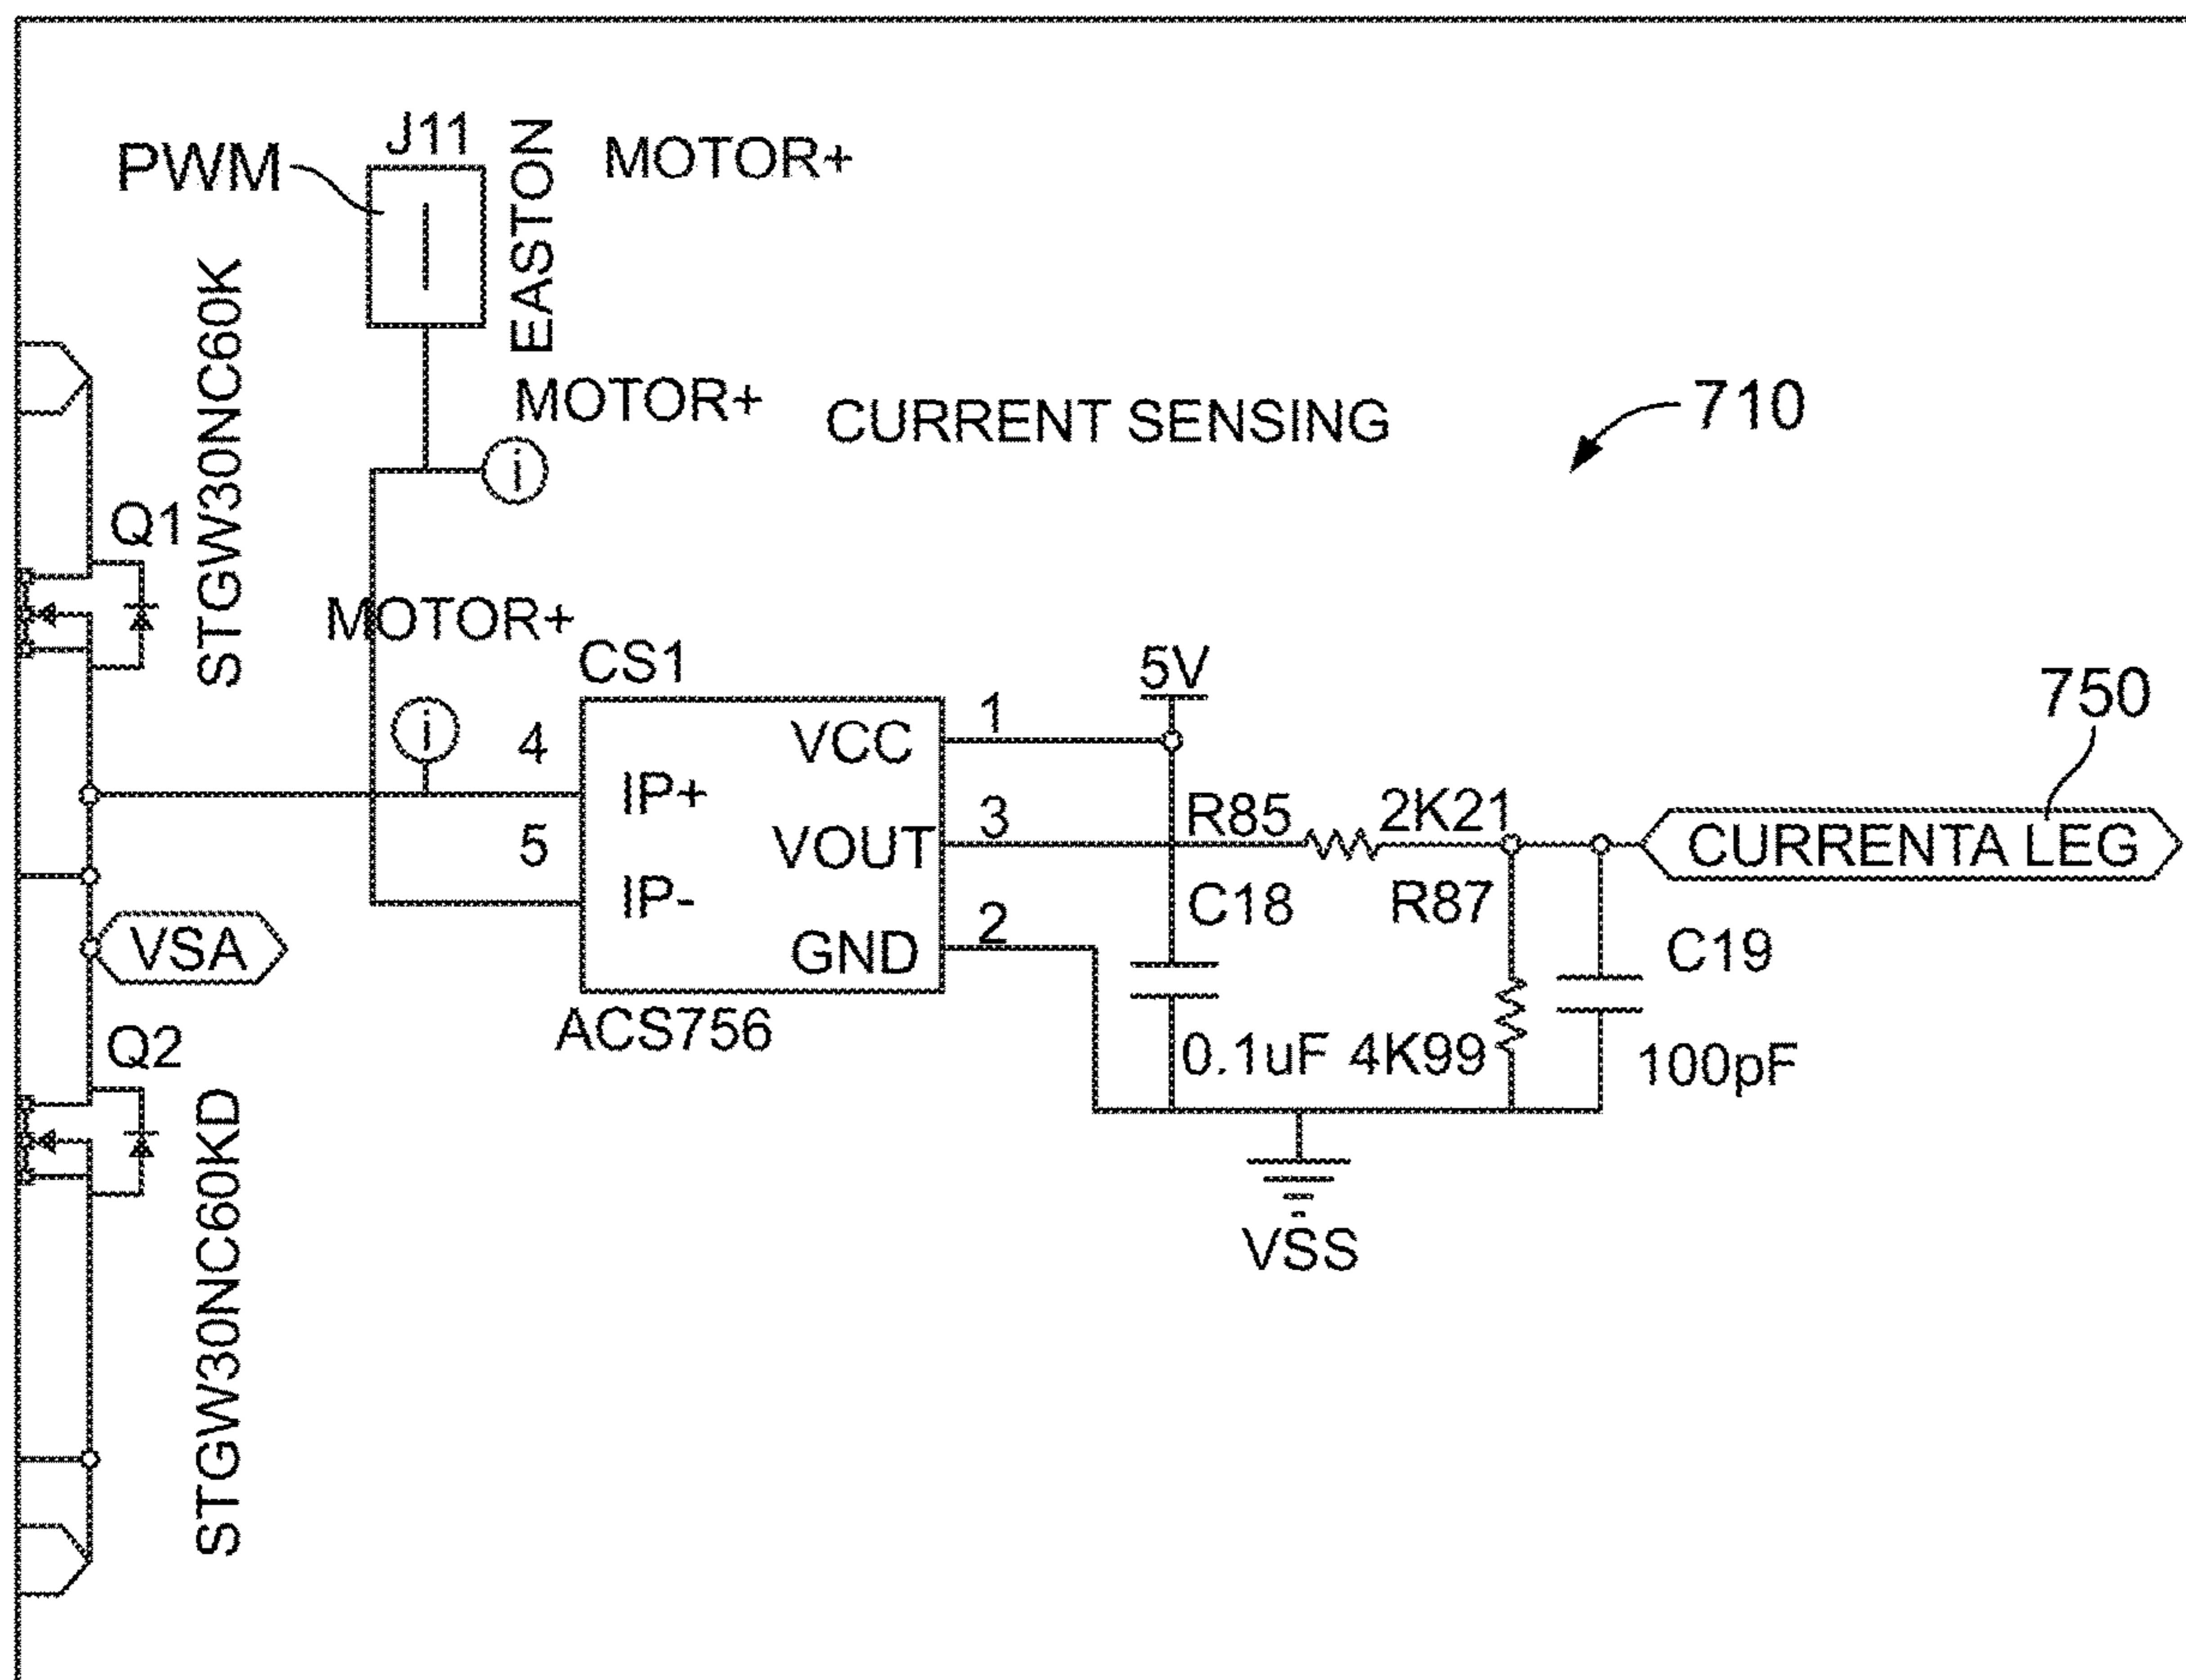 J11
PWM
EASTON
MOTOR+
MOTOR+
CURRENT SENSING
710
i
Q1
STGW30NC60K
MOTOR+
CS1
5V
750
i
4
VCC
1
IP+
5
VOUT
3
R85
2K21
CURRENTA LEG
IP-
C18
R87
VSA
GND
2
C19
ACS756
Q2
0.1uF
4K99
100pF
STGW30NC60KD
VSS